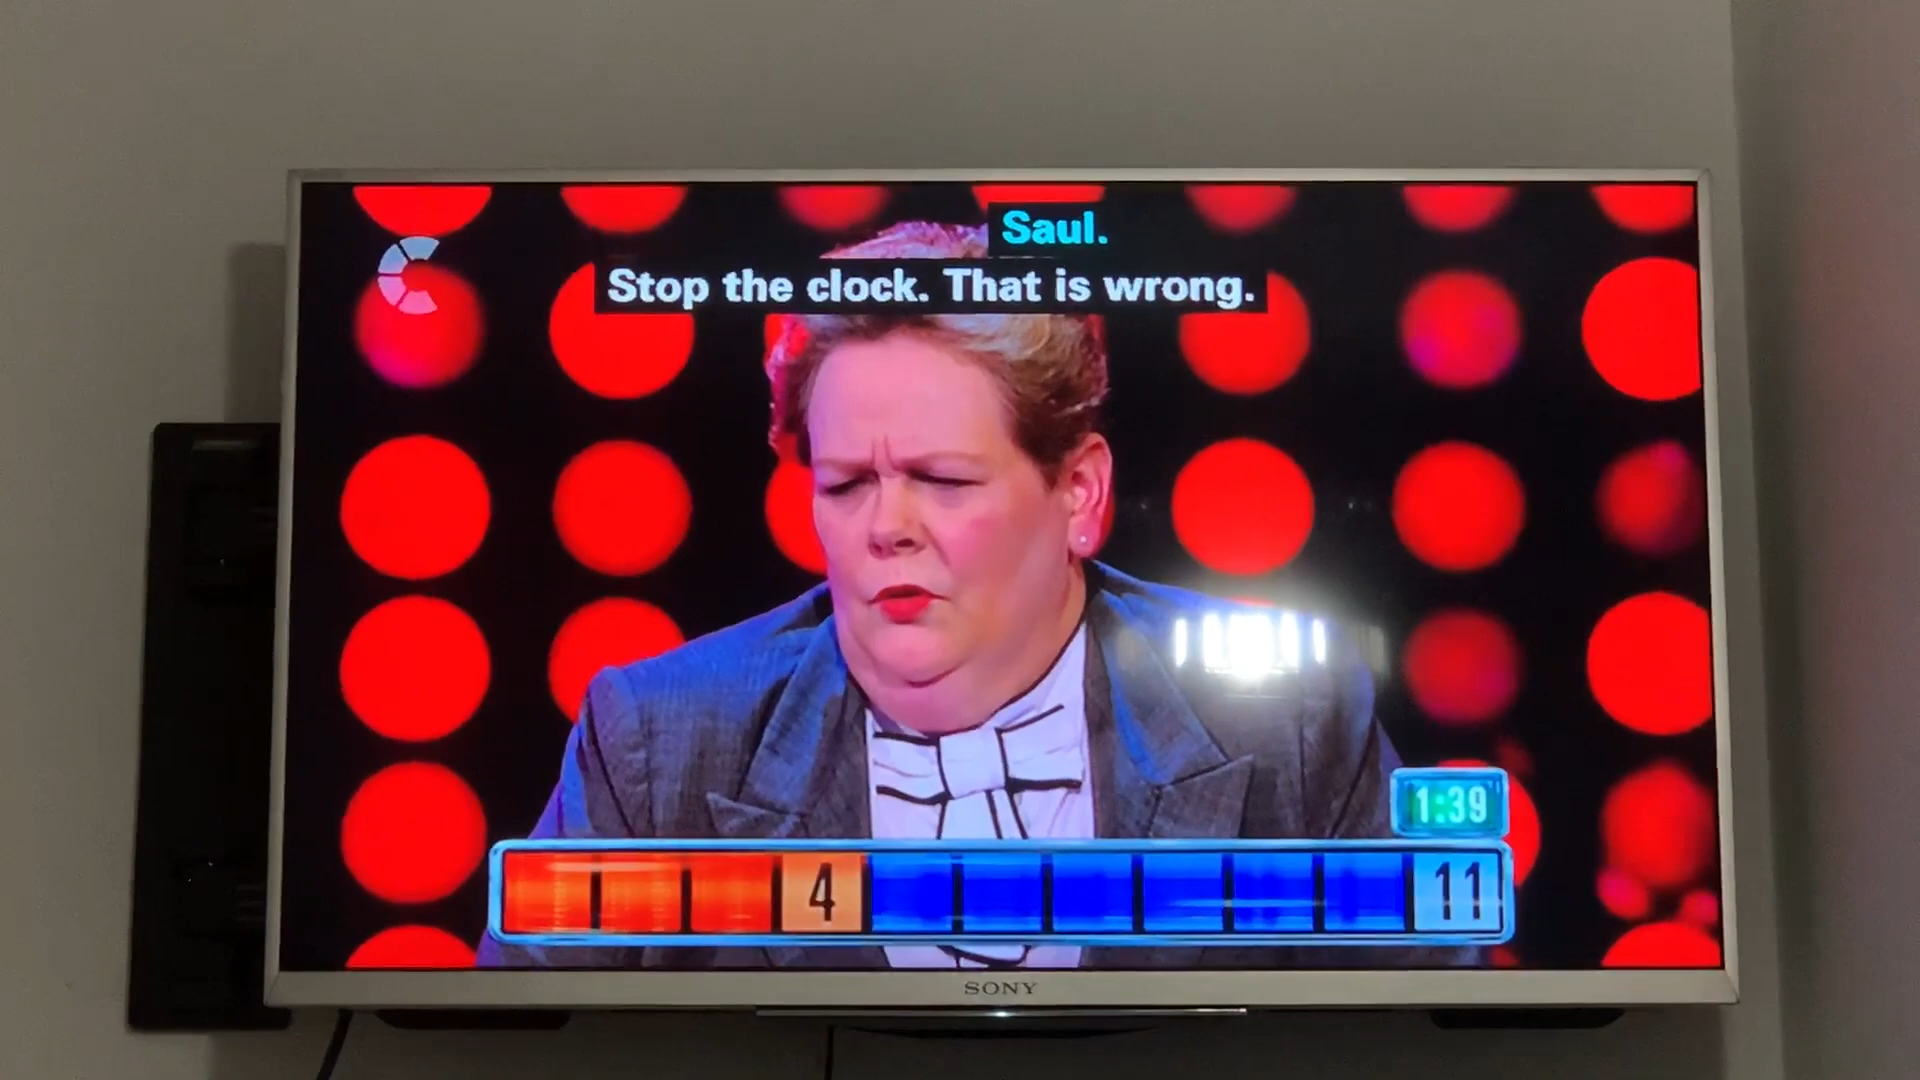 Saul.
Stop the clock. That is wrong.
1:39
4
11
SONY